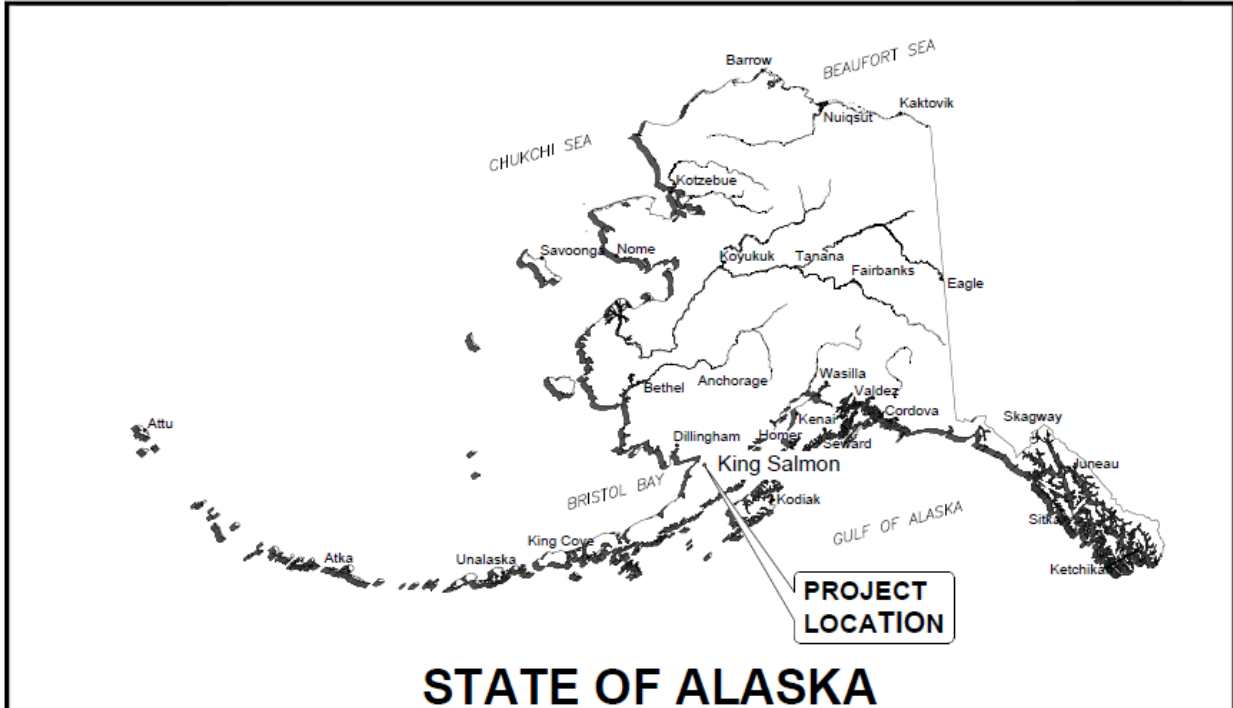 BEAUFORT SEA
Barrow
Kaktovik
Nuiqsut
CHUKCHI SEA
Kotzebue
Savoonga
Nome
Koyukuk
Tanana
Fairbanks
Eagle
Wasilla
Bethel
Anchorage
Valdez
Cordova
Kenai
Skagway
Attu
Dillingham
Homer
Seward
King Salmon
Juneau
BRISTOL BAY
Kodiak
GULF OF ALASKA
Sitka
King Cove
Atka
Unalaska
Ketchikan
PROJECT
LOCATION
STATE OF ALASKA